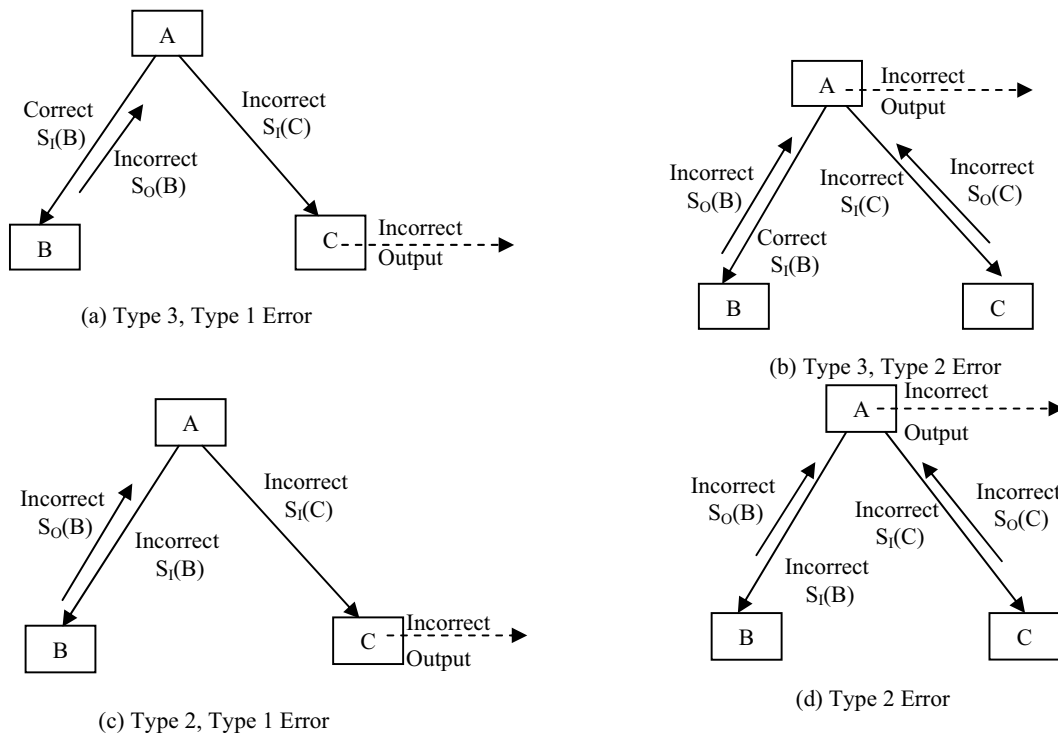 A
Correct
S_I(B)
Incorrect
S_I(C)
Incorrect
S_O(B)
B
C
Incorrect
Output
(a) Type 3, Type 1 Error
A
Incorrect
Output
Incorrect
S_O(B)
Incorrect
S_I(C)
Incorrect
S_O(C)
Correct
S_I(B)
B
C
(b) Type 3, Type 2 Error
A
Incorrect
S_O(B)
Incorrect
S_I(C)
Incorrect
S_I(B)
B
C
Incorrect
Output
(c) Type 2, Type 1 Error
A
Incorrect
Output
Incorrect
S_O(B)
Incorrect
S_I(C)
Incorrect
S_O(C)
Incorrect
S_I(B)
B
C
(d) Type 2 Error